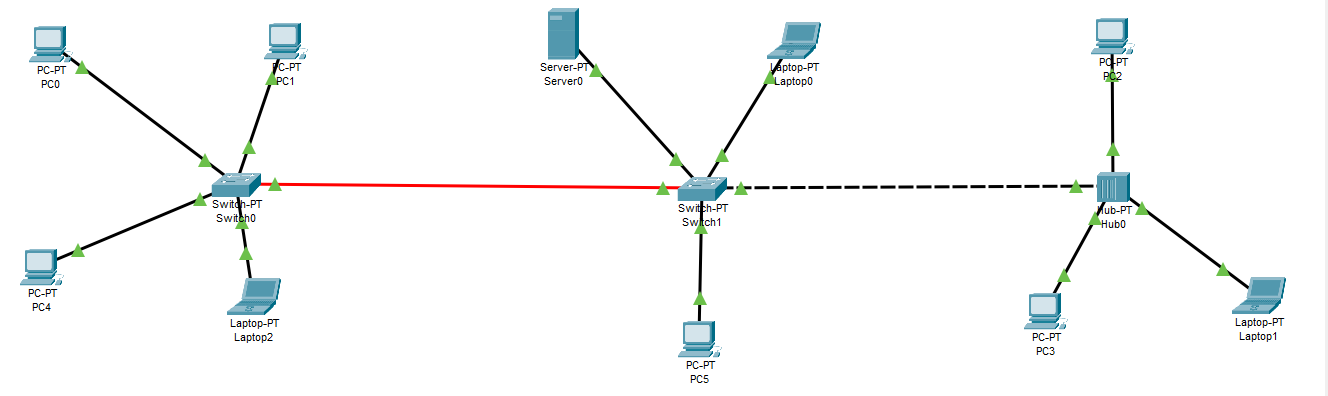 PC-PT
PC0
PC-PT
PC1
Server-PT
Server0
Laptop-PT
Laptop0
PC-PT
PC2
Switch-PT
Switch0
Switch-PT
Switch1
Hub-PT
Hub0
PC-PT
PC4
Laptop-PT
Laptop2
PC-PT
PC5
PC-PT
PC3
Laptop-PT
Laptop1